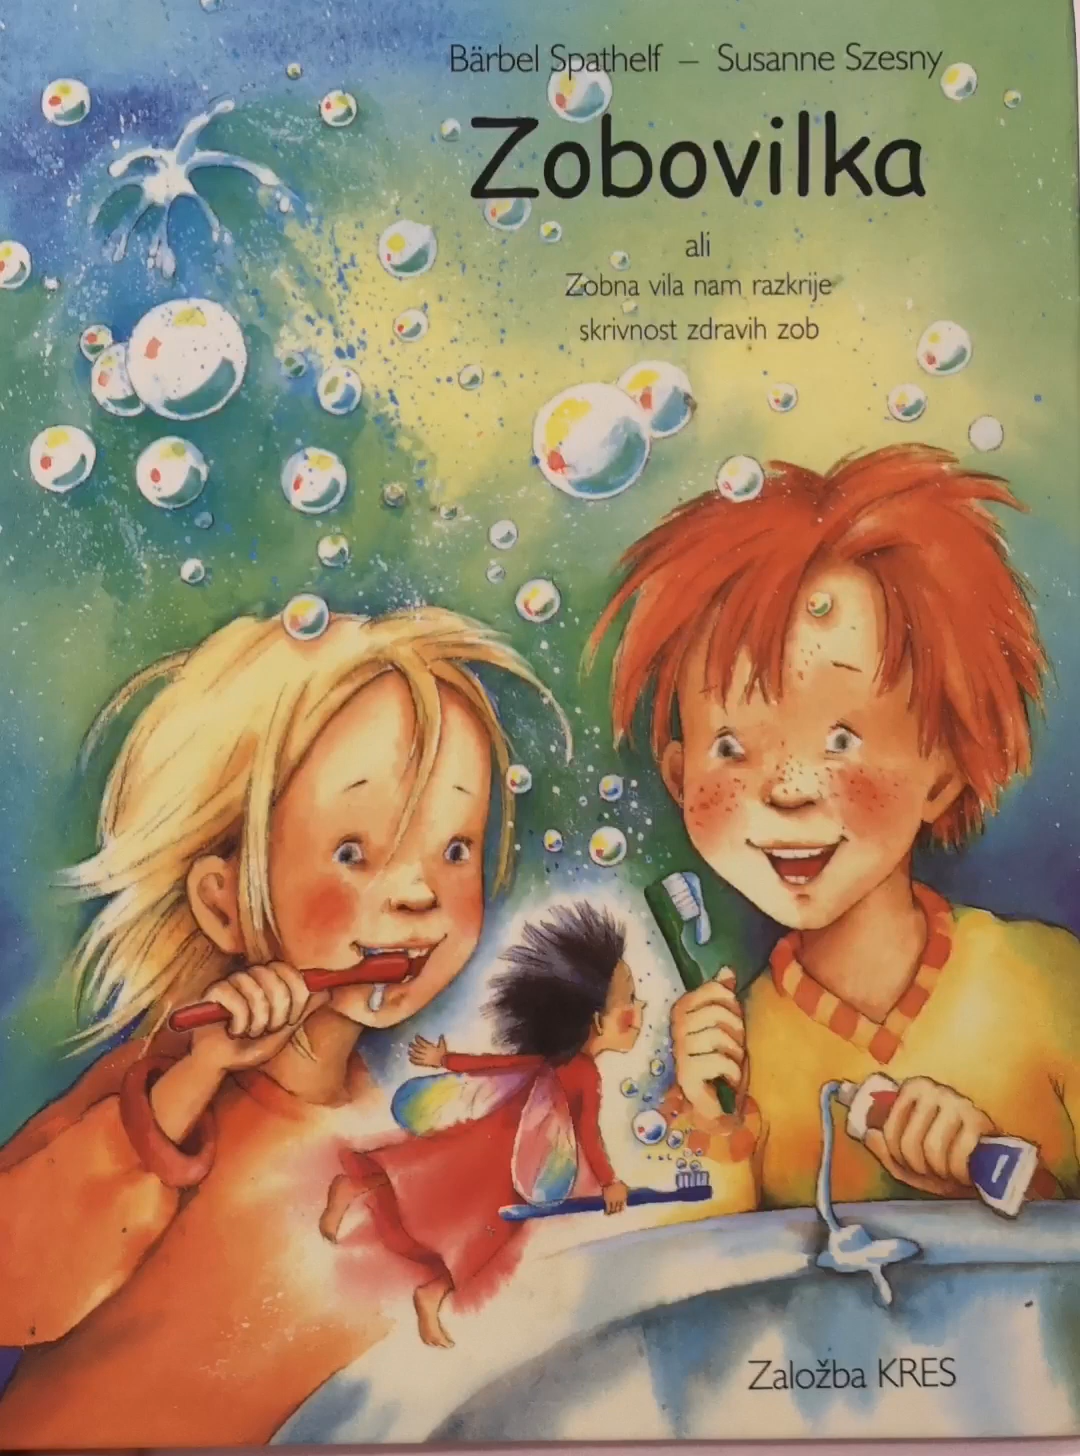 Bärbel Spathelf – Susanne Szesny
Zobovilka
ali
Zobna vila nam razkrije
skrivnost zdravih zob
Založba KRES